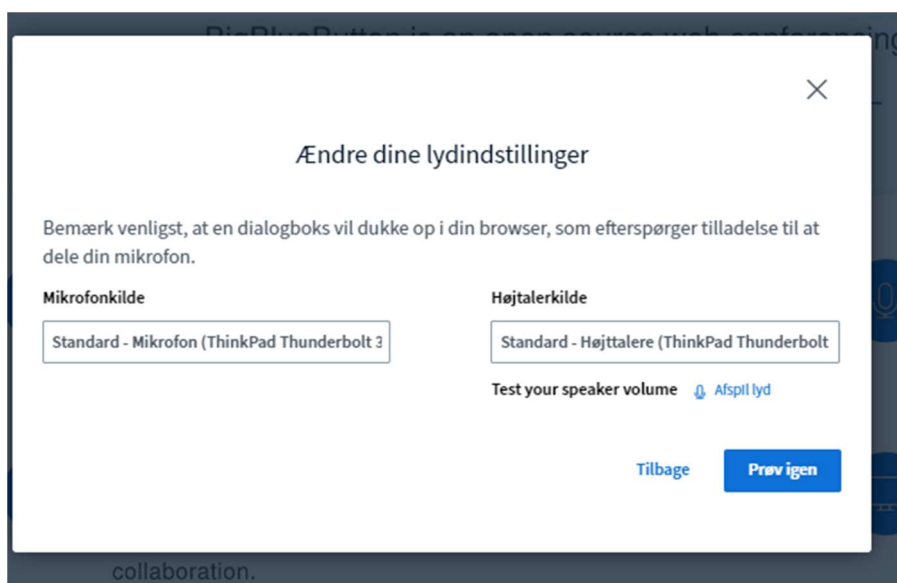 BigBlueButton is an open source web conferencing
Ændre dine lydindstillinger
Bemærk venligst, at en dialogboks vil dukke op i din browser, som efterspørger tilladelse til at
dele din mikrofon.
Mikrofonkilde
Højtalerkilde
Standard - Mikrofon (ThinkPad Thunderbolt 3
Standard - Højttalere (ThinkPad Thunderbolt
Test your speaker volume Afspil lyd
Tilbage
Prøv igen
collaboration.